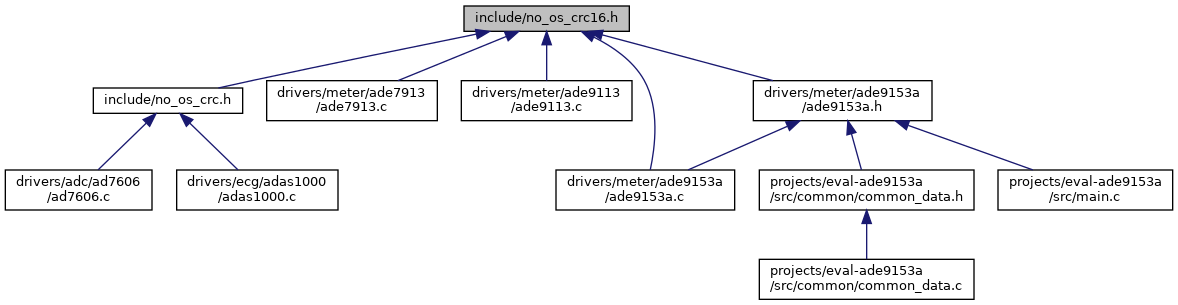 include/no_os_crc16.h
include/no_os_crc.h
drivers/meter/ade7913
/ade7913.c
drivers/meter/ade9113
/ade9113.c
drivers/meter/ade9153a
/ade9153a.h
drivers/adc/ad7606
/ad7606.c
drivers/ecg/adas1000
/adas1000.c
drivers/meter/ade9153a
/ade9153a.c
projects/eval-ade9153a
/src/common/common_data.h
projects/eval-ade9153a
/src/main.c
projects/eval-ade9153a
/src/common/common_data.c